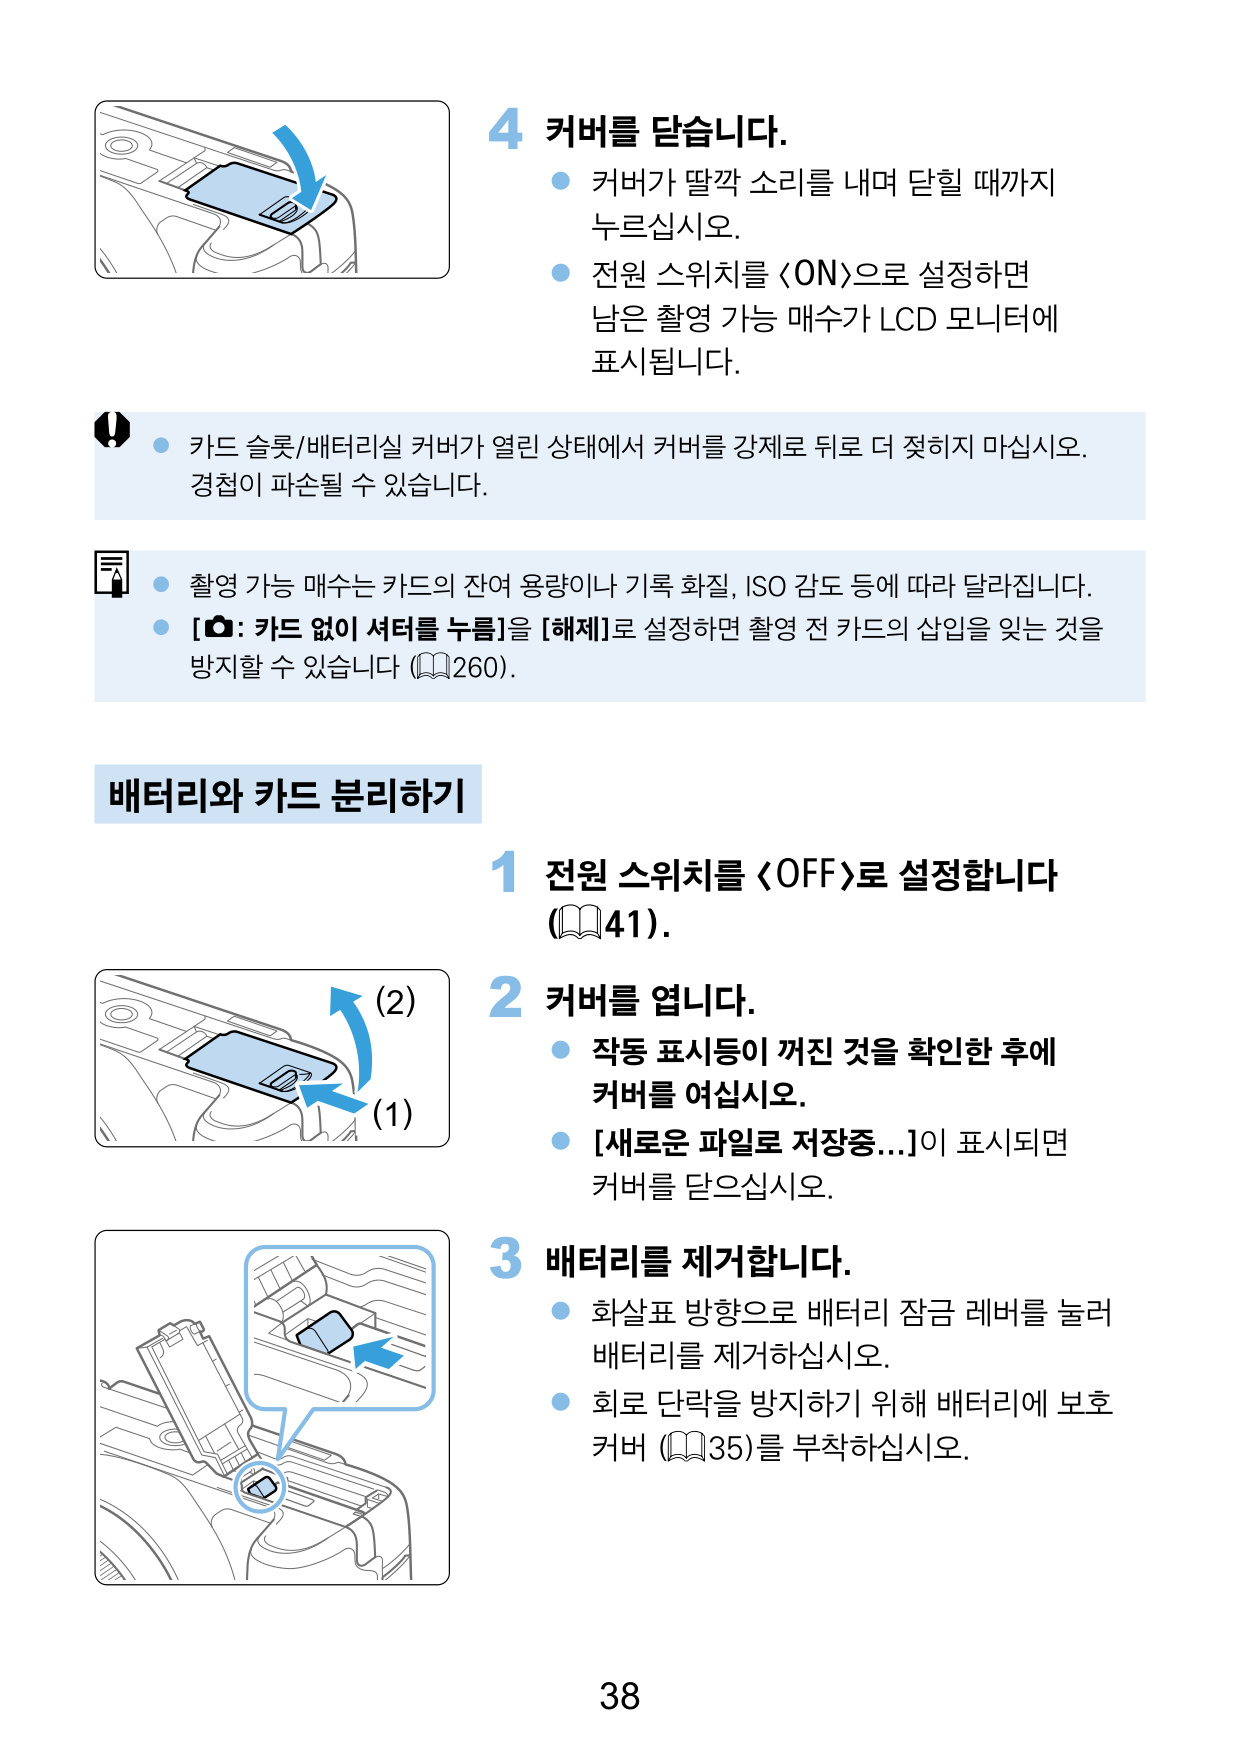 4 커버를 닫습니다.
● 커버가 딸깍 소리를 내며 닫힐 때까지
누르십시오.
● 전원 스위치를 <ON>으로 설정하면
남은 촬영 가능 매수가 LCD 모니터에
표시됩니다.
● 카드 슬롯/배터리실 커버가 열린 상태에서 커버를 강제로 뒤로 더 젖히지 마십시오.
경첩이 파손될 수 있습니다.
● 촬영 가능 매수는 카드의 잔여 용량이나 기록 화질, ISO 감도 등에 따라 달라집니다.
● [📷: 카드 없이 셔터를 누름]을 [해제]로 설정하면 촬영 전 카드의 삽입을 잊는 것을
방지할 수 있습니다 (📖260).
배터리와 카드 분리하기
1 전원 스위치를 <OFF>로 설정합니다
(📖41).
(2)
(1)
2 커버를 엽니다.
● 작동 표시등이 꺼진 것을 확인한 후에
커버를 여십시오.
● [새로운 파일로 저장중...]이 표시되면
커버를 닫으십시오.
3 배터리를 제거합니다.
● 화살표 방향으로 배터리 잠금 레버를 눌러
배터리를 제거하십시오.
● 회로 단락을 방지하기 위해 배터리에 보호
커버 (📖35)를 부착하십시오.
38